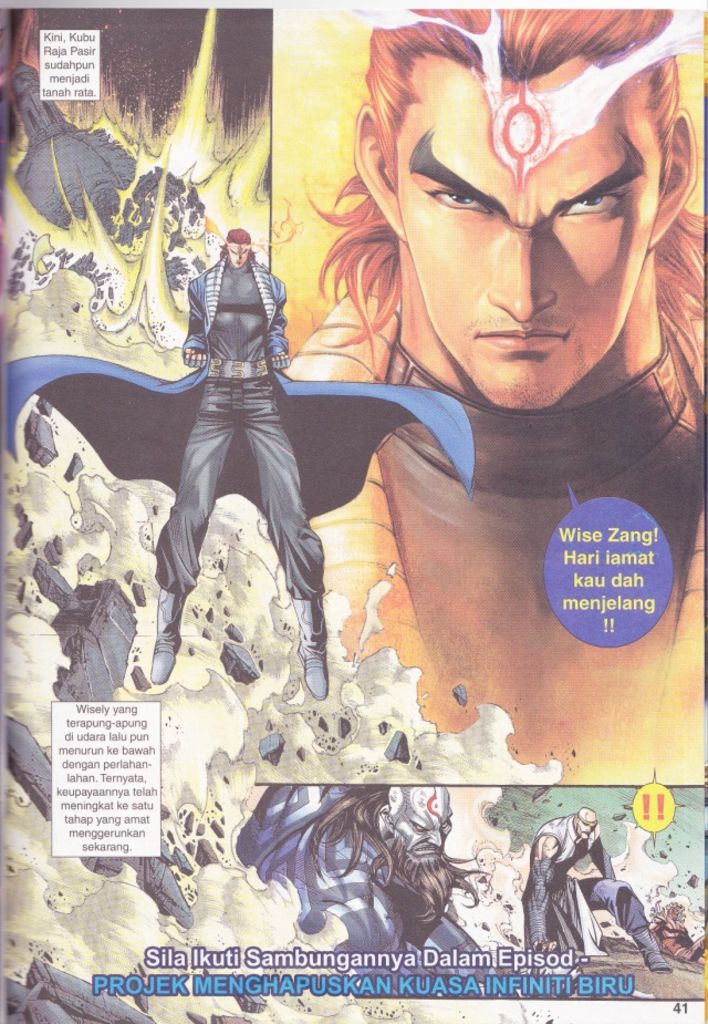 Kini, Kubu
Raja Pasir
sudahpun
menjadi
tanah rata.
Wise Zang!
Hari iamat
kau dah
menjelang
!!
Wisely yang
terapung-apung
di udara lalu pun
menurun ke bawah
dengan perlahan-
lahan. Ternyata,
keupayaannya telah
meningkat ke satu
tahap yang amat
menggerunkan
sekarang.
!!
Sila Ikuti Sambungannya Dalam Episod -
PROJEK MENGHAPUSKAN KUASA INFINITI BIRU
41